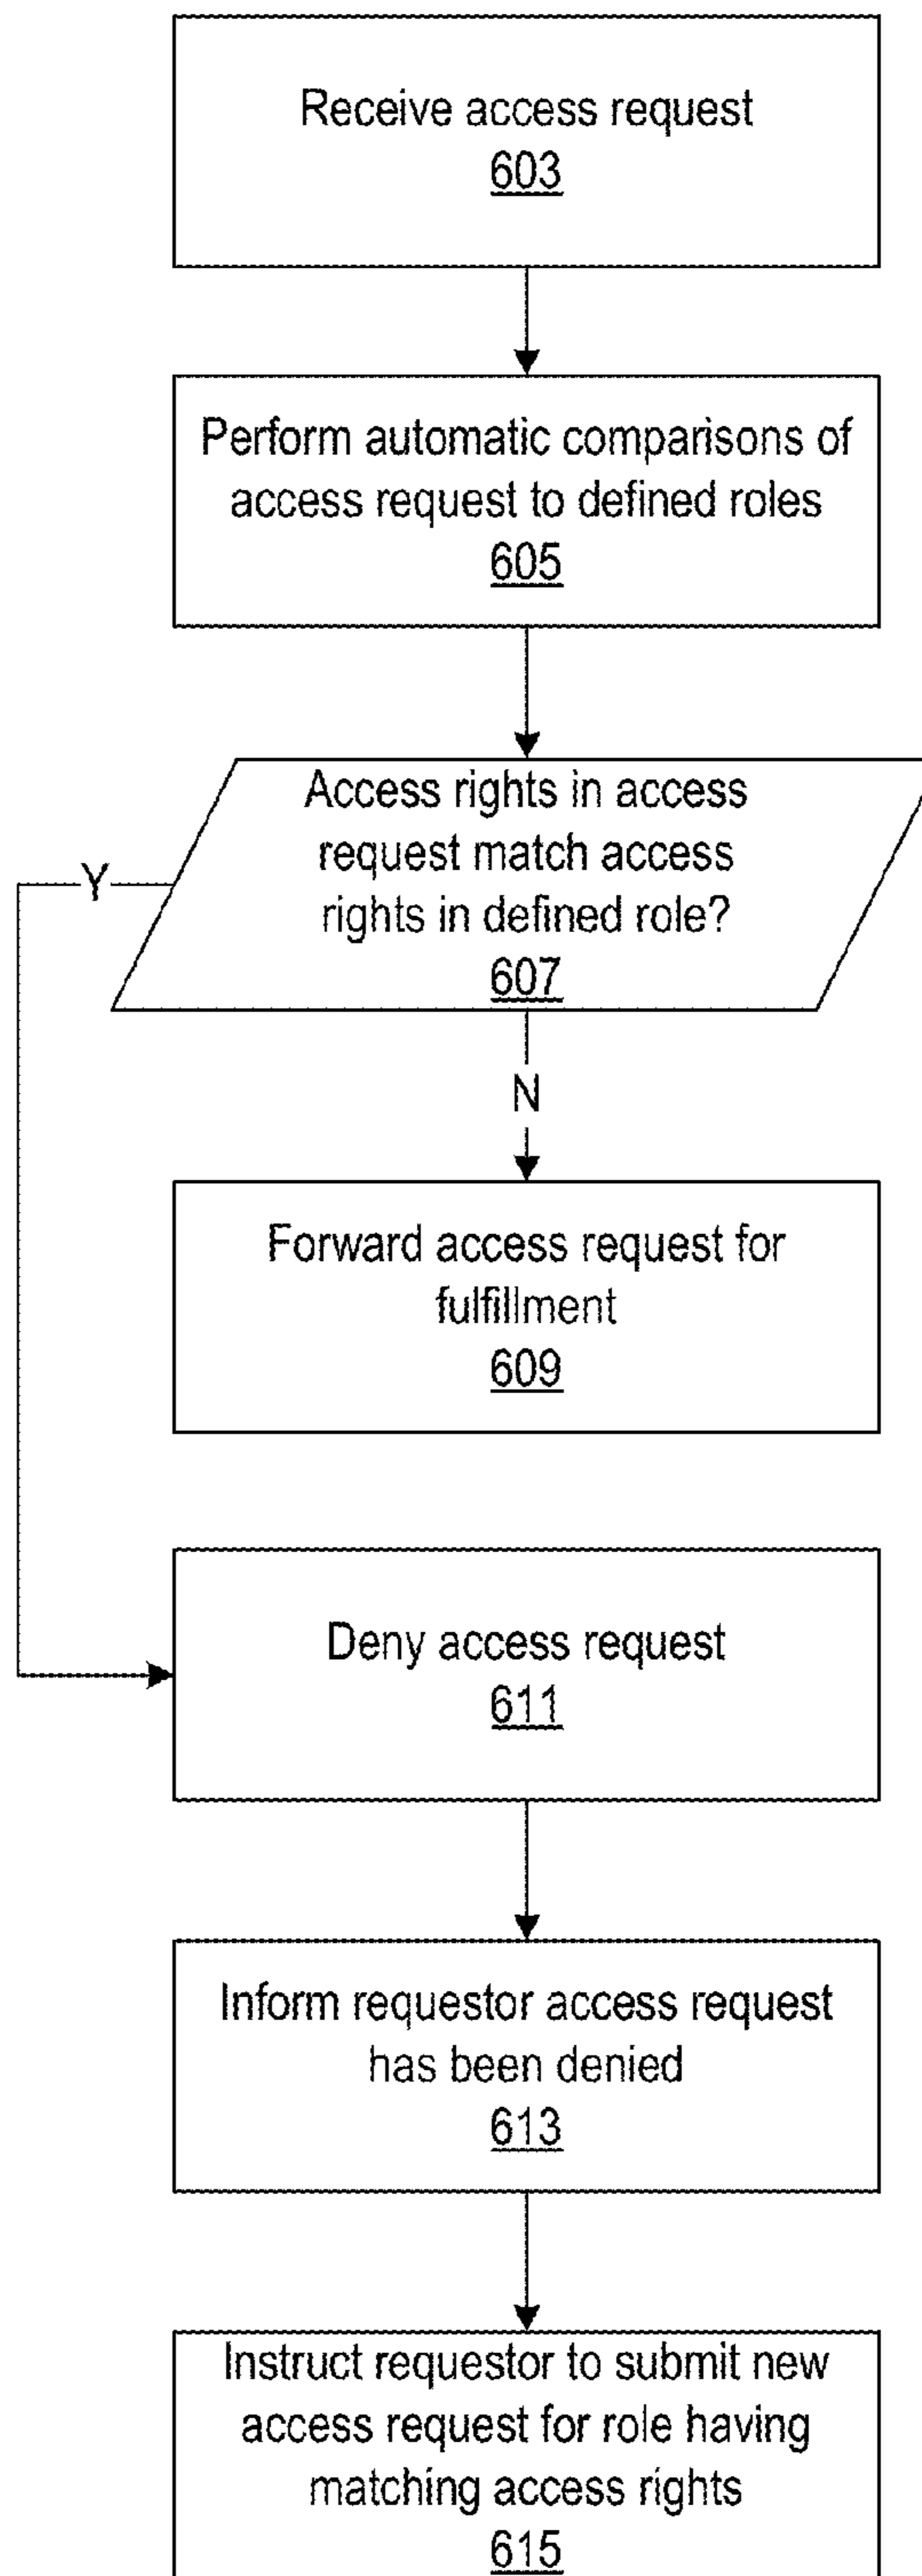 Receive access request
603
Perform automatic comparisons of
access request to defined roles
605
Access rights in access
request match access
rights in defined role?
607
Y
N
Forward access request for
fulfillment
609
Deny access request
611
Inform requestor access request
has been denied
613
Instruct requestor to submit new
access request for role having
matching access rights
615